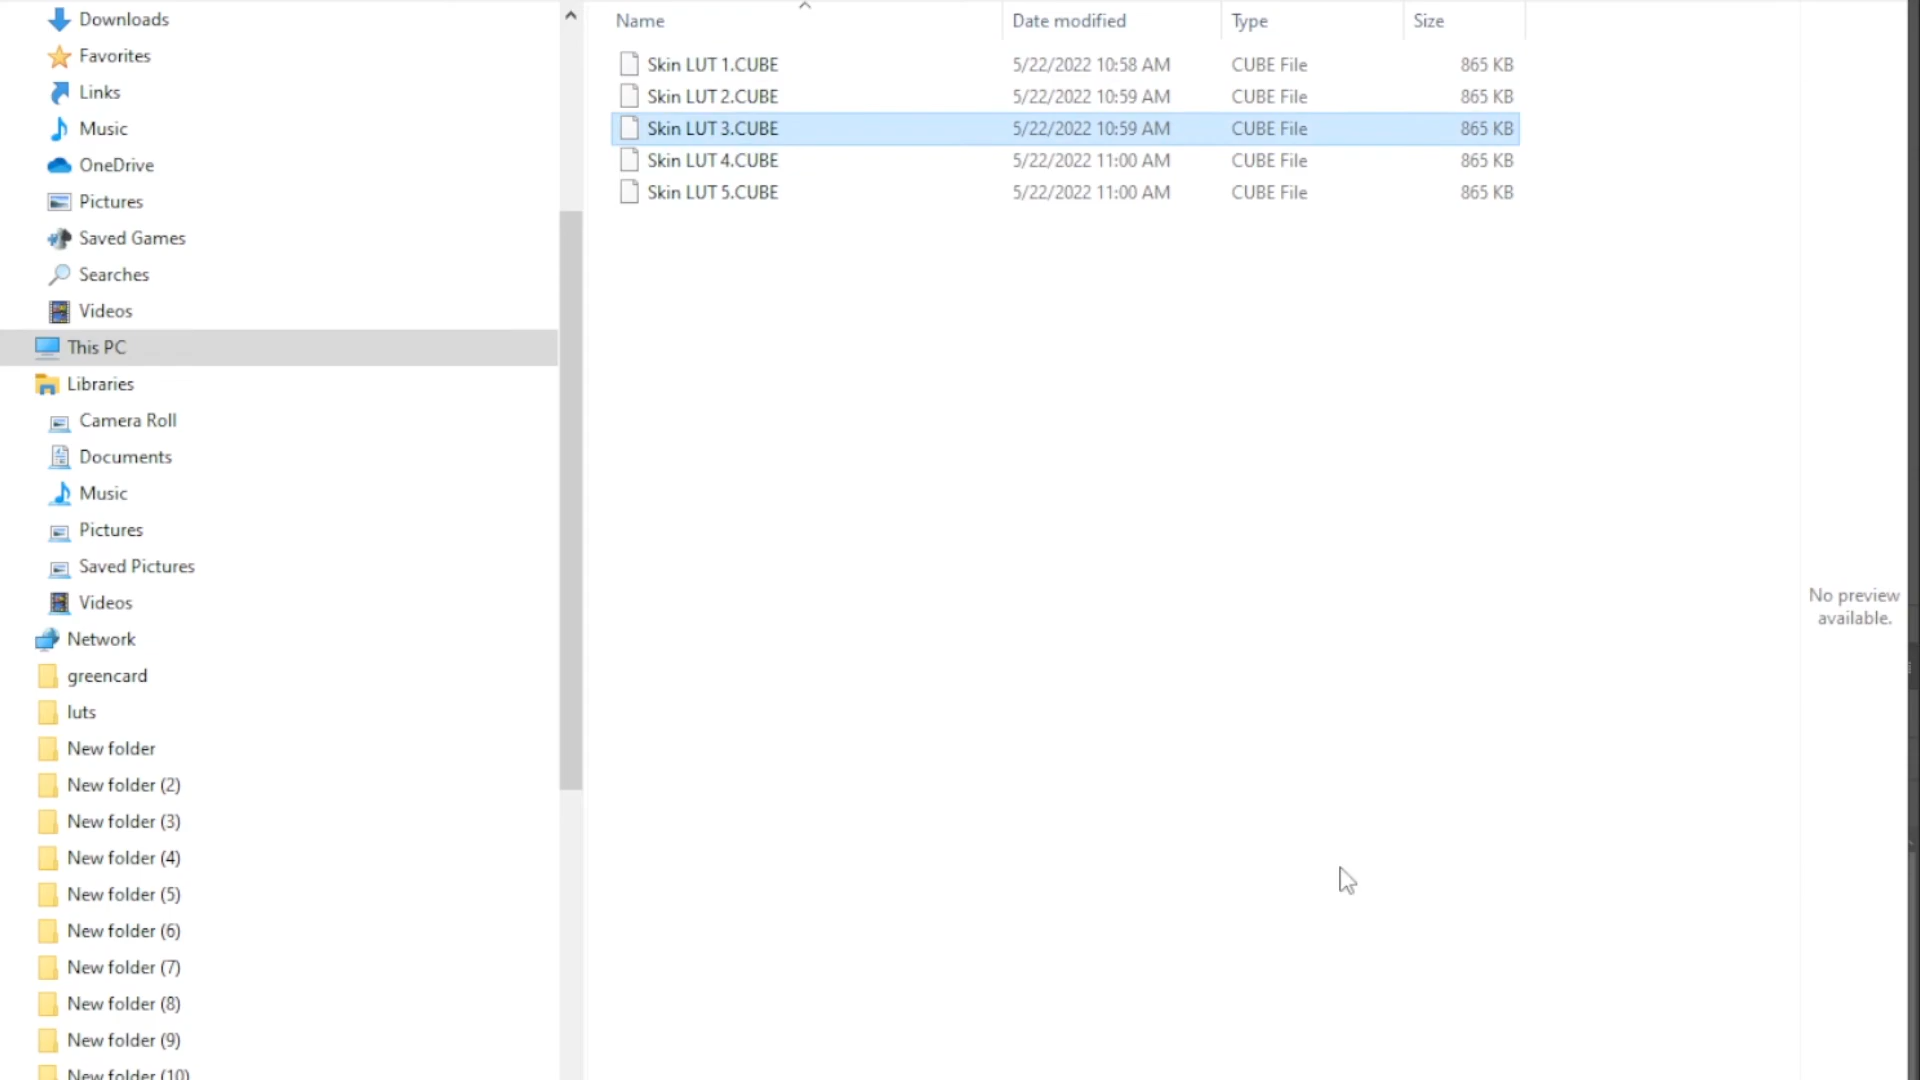 Downloads
Favorites
Links
Music
OneDrive
Pictures
Saved Games
Searches
Videos
This PC
Libraries
Camera Roll
Documents
Music
Pictures
Saved Pictures
Videos
Network
greencard
luts
New folder
New folder (2)
New folder (3)
New folder (4)
New folder (5)
New folder (6)
New folder (7)
New folder (8)
New folder (9)
New folder (10)
Name Date modified Type Size
Skin LUT 1.CUBE 5/22/2022 10:58 AM CUBE File 865 KB
Skin LUT 2.CUBE 5/22/2022 10:59 AM CUBE File 865 KB
Skin LUT 3.CUBE 5/22/2022 10:59 AM CUBE File 865 KB
Skin LUT 4.CUBE 5/22/2022 11:00 AM CUBE File 865 KB
Skin LUT 5.CUBE 5/22/2022 11:00 AM CUBE File 865 KB
No preview
available.